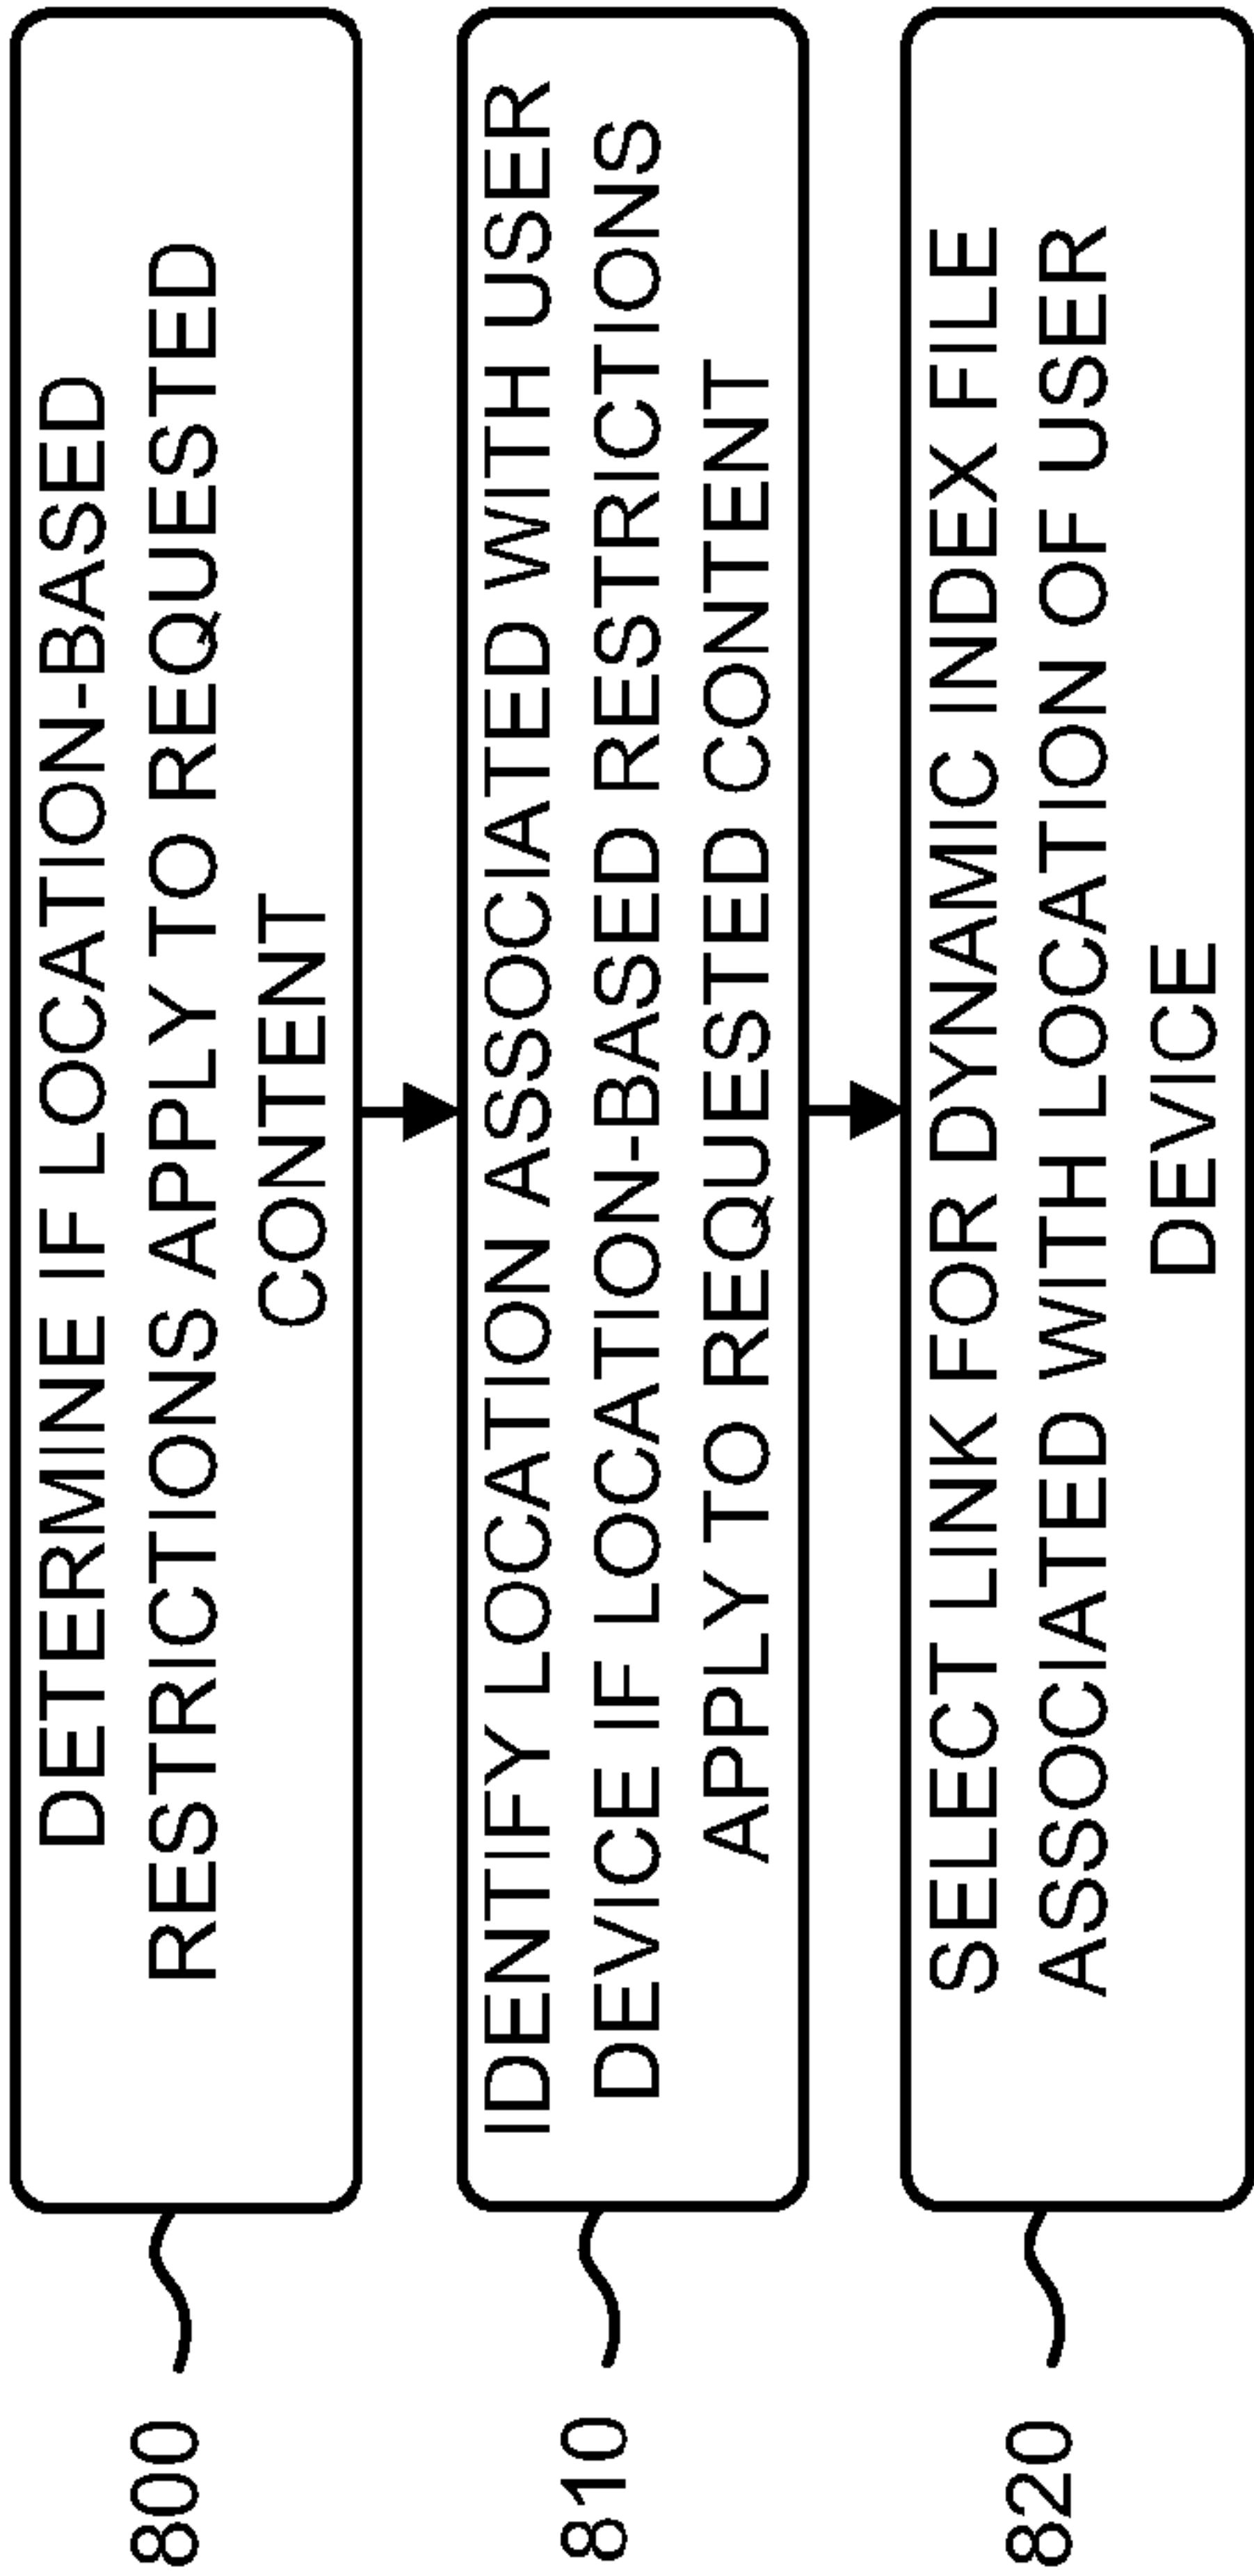 800
DETERMINE IF LOCATION-BASED
RESTRICTIONS APPLY TO REQUESTED
CONTENT
810
IDENTIFY LOCATION ASSOCIATED WITH USER
DEVICE IF LOCATION-BASED RESTRICTIONS
APPLY TO REQUESTED CONTENT
820
SELECT LINK FOR DYNAMIC INDEX FILE
ASSOCIATED WITH LOCATION OF USER
DEVICE